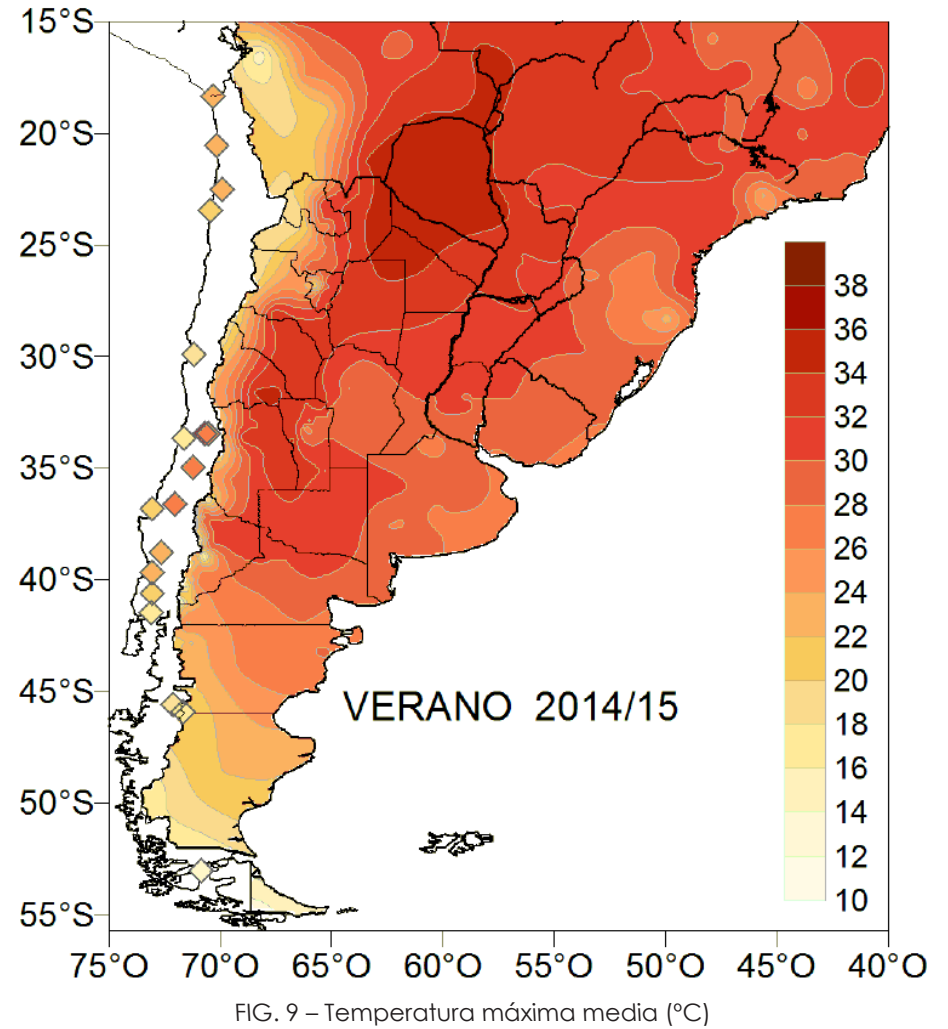 15°S
20°S
25°S
30°S
35°S
40°S
45°S
50°S
55°S
38
36
34
32
30
28
26
24
22
20
18
16
14
12
10
VERANO 2014/15
75°O 70°O 65°O 60°O 55°O 50°O 45°O 40°O
FIG. 9 – Temperatura máxima media (ºC)